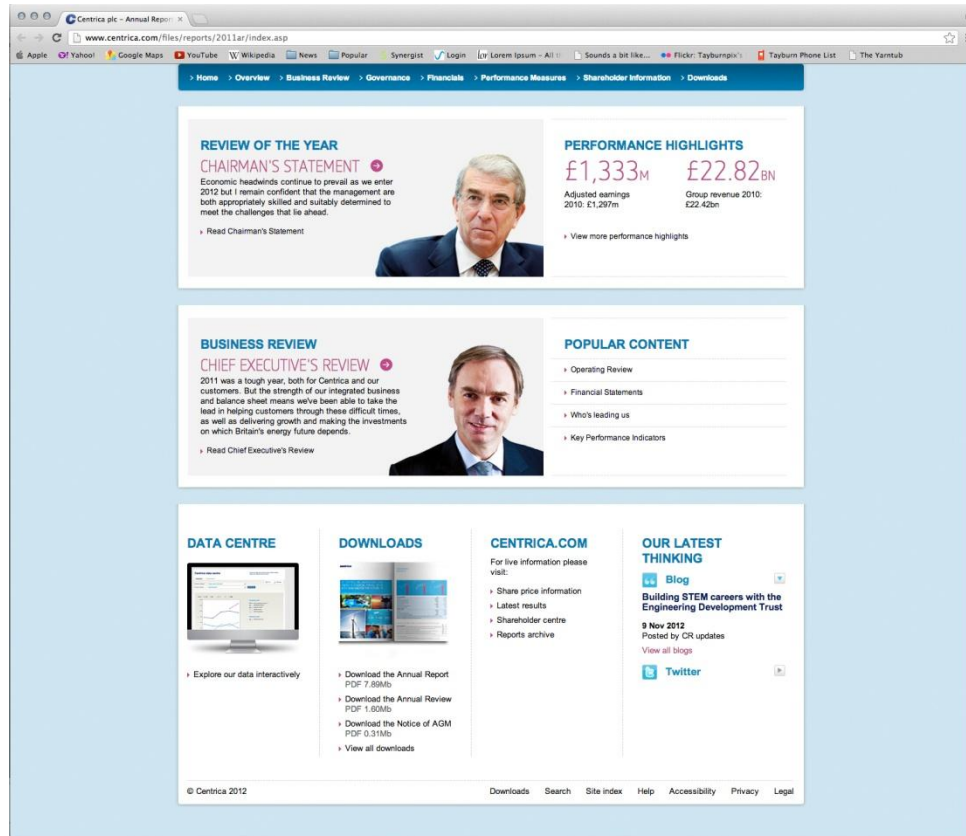 Centrica plc – Annual Repor
www.centrica.com/files/reports/2011ar/index.asp
Apple Yahoo! Google Maps YouTube Wikipedia News Popular Synergist Login Lorem Ipsum – All Sounds a bit like... Flickr: Tayburnpix's Tayburn Phone List The Yarntub
Home Overview Business Review Governance Financials Performance Measures Shareholder Information Downloads
REVIEW OF THE YEAR
CHAIRMAN'S STATEMENT
Economic headwinds continue to prevail as we enter
2012 but I remain confident that the management are
both appropriately skilled and suitably determined to
meet the challenges that lie ahead.
Read Chairman's Statement
PERFORMANCE HIGHLIGHTS
£1,333M
Adjusted earnings
2010: £1,297m
£22.82BN
Group revenue 2010:
£22.42bn
View more performance highlights
BUSINESS REVIEW
CHIEF EXECUTIVE'S REVIEW
2011 was a tough year, both for Centrica and our
customers. But the strength of our integrated business
and balance sheet means we've been able to take the
lead in helping customers through these difficult times,
as well as delivering growth and making the investments
on which Britain's energy future depends.
Read Chief Executive's Review
POPULAR CONTENT
Operating Review
Financial Statements
Who's leading us
Key Performance Indicators
DATA CENTRE
Explore our data interactively
DOWNLOADS
Download the Annual Report
PDF 7.89Mb
Download the Annual Review
PDF 1.60Mb
Download the Notice of AGM
PDF 0.31Mb
View all downloads
CENTRICA.COM
For live information please
visit:
Share price information
Latest results
Shareholder centre
Reports archive
OUR LATEST
THINKING
Blog
Building STEM careers with the
Engineering Development Trust
9 Nov 2012
Posted by CR updates
View all blogs
Twitter
© Centrica 2012
Downloads Search Site index Help Accessibility Privacy Legal